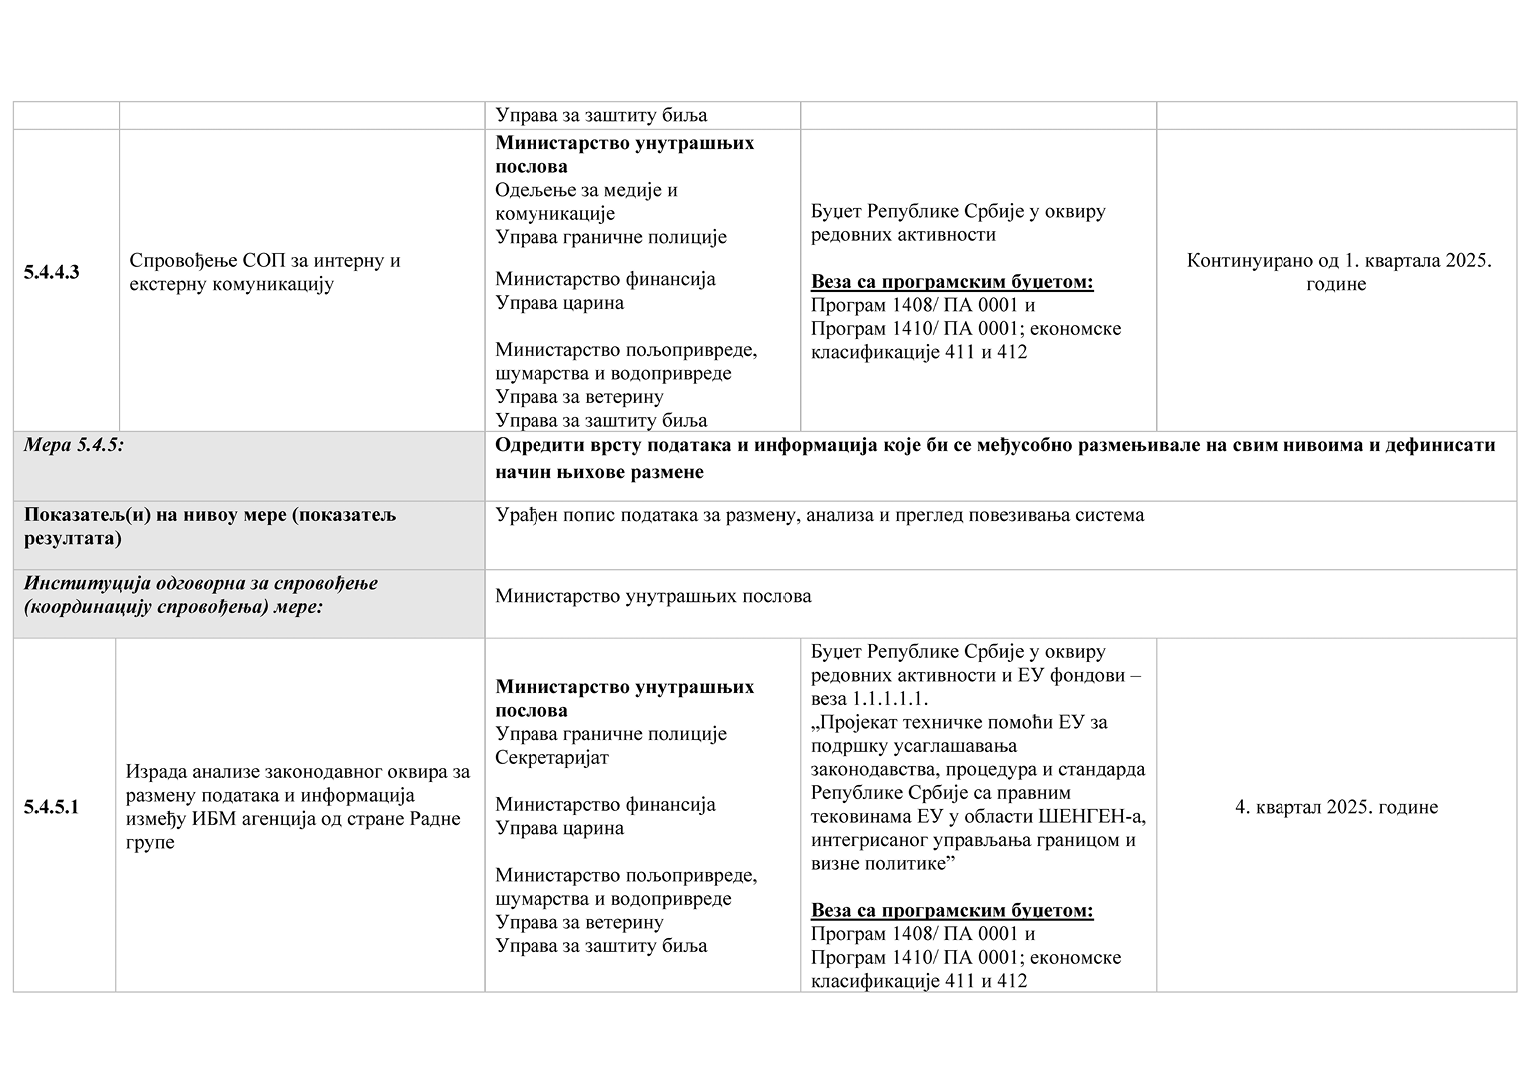 Управа за заштиту биља
5.4.4.3
Спровођење СОП за интерну и
екстерну комуникацију
Министарство унутрашњих
послова
Одељење за медије и
комуникације
Управа граничне полиције
Министарство финансија
Управа царина
Министарство пољопривреде,
шумарства и водопривреде
Управа за ветерину
Управа за заштиту биља
Буџет Републике Србије у оквиру
редовних активности
Веза са програмским буџетом:
Програм 1408/ ПА 0001 и
Програм 1410/ ПА 0001; економске
класификације 411 и 412
Континуирано од 1. квартала 2025.
године
Мера 5.4.5:
Одредити врсту података и информација које би се међусобно размењивале на свим нивоима и дефинисати
начин њихове размене
Показатељ(и) на нивоу мере (показатељ
резултата)
Урађен попис података за размену, анализа и преглед повезивања система
Институција одговорна за спровођење
(координацију спровођења) мере:
Министарство унутрашњих послова
5.4.5.1
Израда анализе законодавног оквира за
размену података и информација
између ИБМ агенција од стране Радне
групе
Министарство унутрашњих
послова
Управа граничне полиције
Секретаријат
Министарство финансија
Управа царина
Министарство пољопривреде,
шумарства и водопривреде
Управа за ветерину
Управа за заштиту биља
Буџет Републике Србије у оквиру
редовних активности и ЕУ фондови –
веза 1.1.1.1.1.
„Пројекат техничке помоћи ЕУ за
подршку усаглашавања
законодавства, процедура и стандарда
Републике Србије са правним
тековинама ЕУ у области ШЕНГЕН-а,
интегрисаног управљања границом и
визне политике”
Веза са програмским буџетом:
Програм 1408/ ПА 0001 и
Програм 1410/ ПА 0001; економске
класификације 411 и 412
4. квартал 2025. године